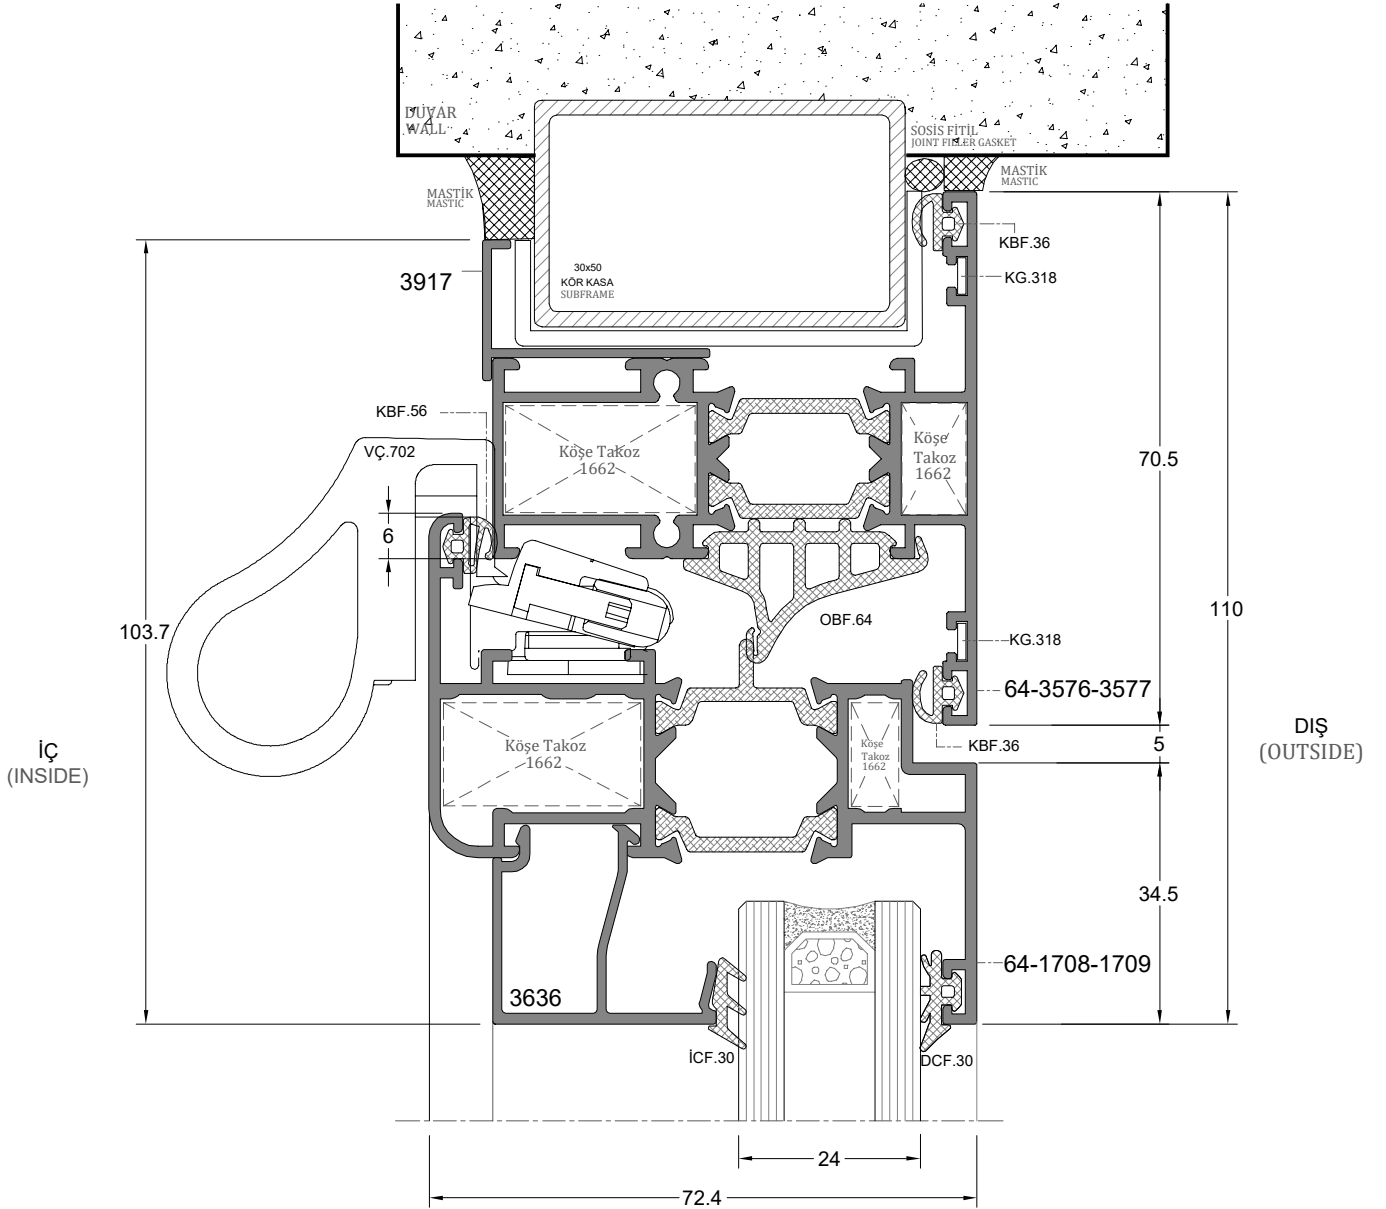 DUVAR
WALL
SOSİS FİTİL
JOINT FILLER GASKET
MASTİK
MASTIC
MASTİK
MASTIC
KBF.36
3917
30x50
KÖR KASA
SUBFRAME
KG.318
KBF.56
VÇ.702
Köşe Takoz
1662
Köşe
Takoz
1662
70.5
6
103.7
OBF.64
110
KG.318
64-3576-3577
İÇ
(INSIDE)
Köşe Takoz
1662
Köşe
Takoz
1662
KBF.36
5
DIŞ
(OUTSIDE)
34.5
64-1708-1709
3636
İCF.30
DCF.30
24
72.4